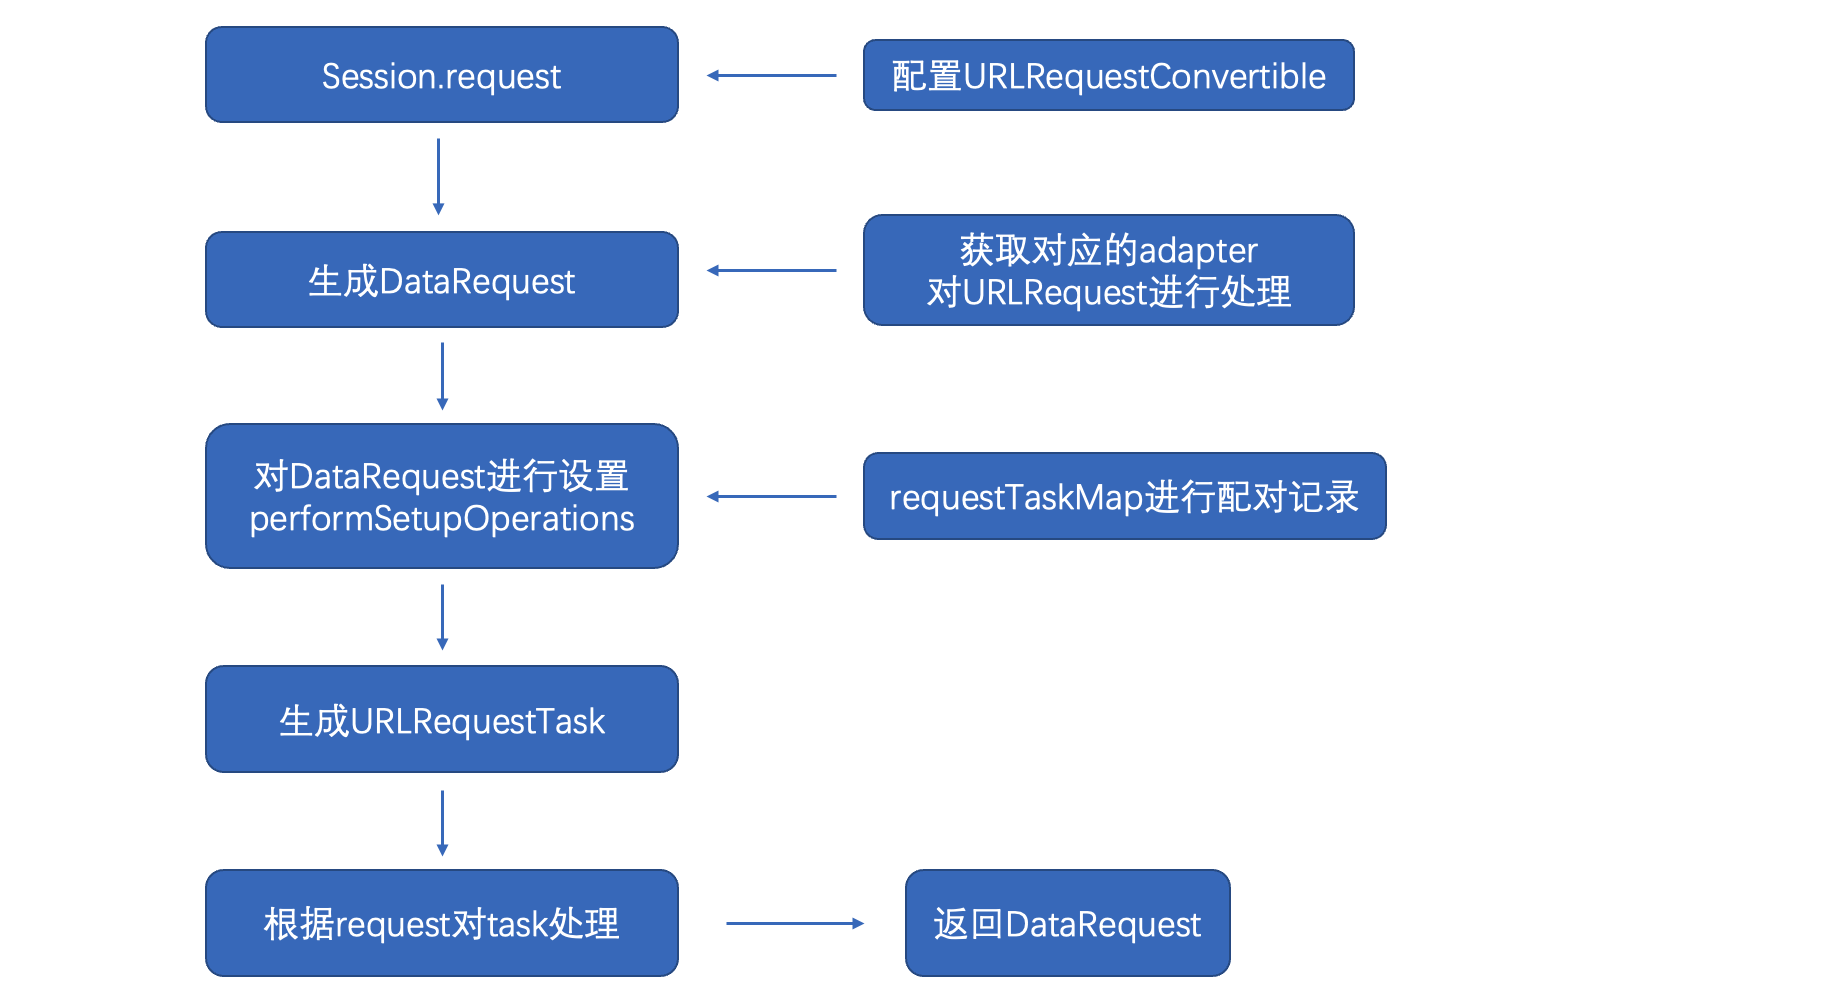 Session.request
配置URLRequestConvertible
生成DataRequest
获取对应的adapter
对URLRequest进行处理
对DataRequest进行设置
performSetupOperations
requestTaskMap进行配对记录
生成URLRequestTask
根据request对task处理
返回DataRequest